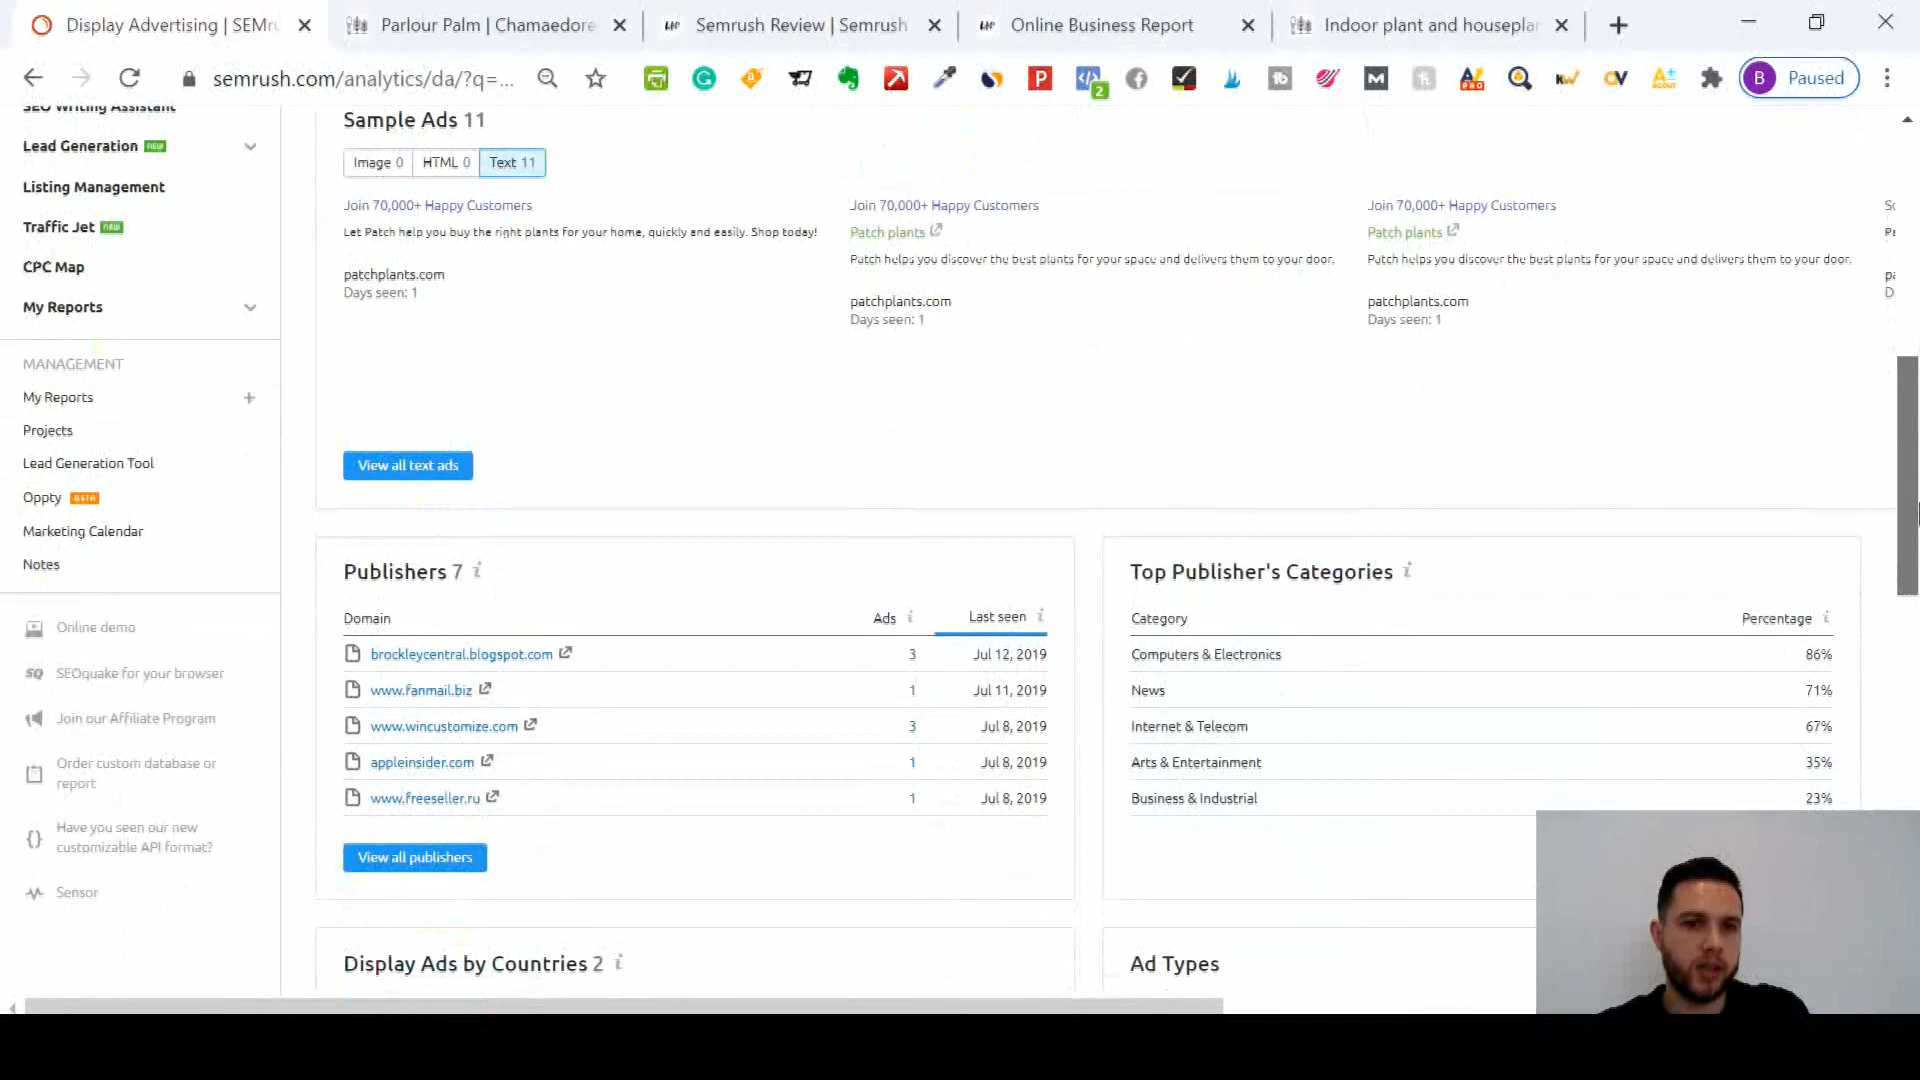 Display Advertising | SEMru
Parlour Palm | Chamaedore
Semrush Review | Semrush
Online Business Report
Indoor plant and houseplan
semrush.com/analytics/da/?q=...
2
B Paused
SEO Writing Assistant
Lead Generation NEW
Listing Management
Traffic Jet NEW
CPC Map
My Reports
MANAGEMENT
My Reports +
Projects
Lead Generation Tool
Oppty BETA
Marketing Calendar
Notes
Online demo
SQ SEOquake for your browser
Join our Affiliate Program
Order custom database or
report
Have you seen our new
customizable API format?
Sensor
Sample Ads 11
Image 0 HTML 0 Text 11
Join 70,000+ Happy Customers
Let Patch help you buy the right plants for your home, quickly and easily. Shop today!
patchplants.com
Days seen: 1
Join 70,000+ Happy Customers
Patch plants
Patch helps you discover the best plants for your space and delivers them to your door.
patchplants.com
Days seen: 1
Join 70,000+ Happy Customers
Patch plants
Patch helps you discover the best plants for your space and delivers them to your door.
patchplants.com
Days seen: 1
View all text ads
Publishers 7
Domain Ads Last seen
brockleycentral.blogspot.com 3 Jul 12, 2019
www.fanmail.biz 1 Jul 11, 2019
www.wincustomize.com 3 Jul 8, 2019
appleinsider.com 1 Jul 8, 2019
www.freeseller.ru 1 Jul 8, 2019
View all publishers
Top Publisher's Categories
Category Percentage
Computers & Electronics 86%
News 71%
Internet & Telecom 67%
Arts & Entertainment 35%
Business & Industrial 23%
Display Ads by Countries 2
Ad Types